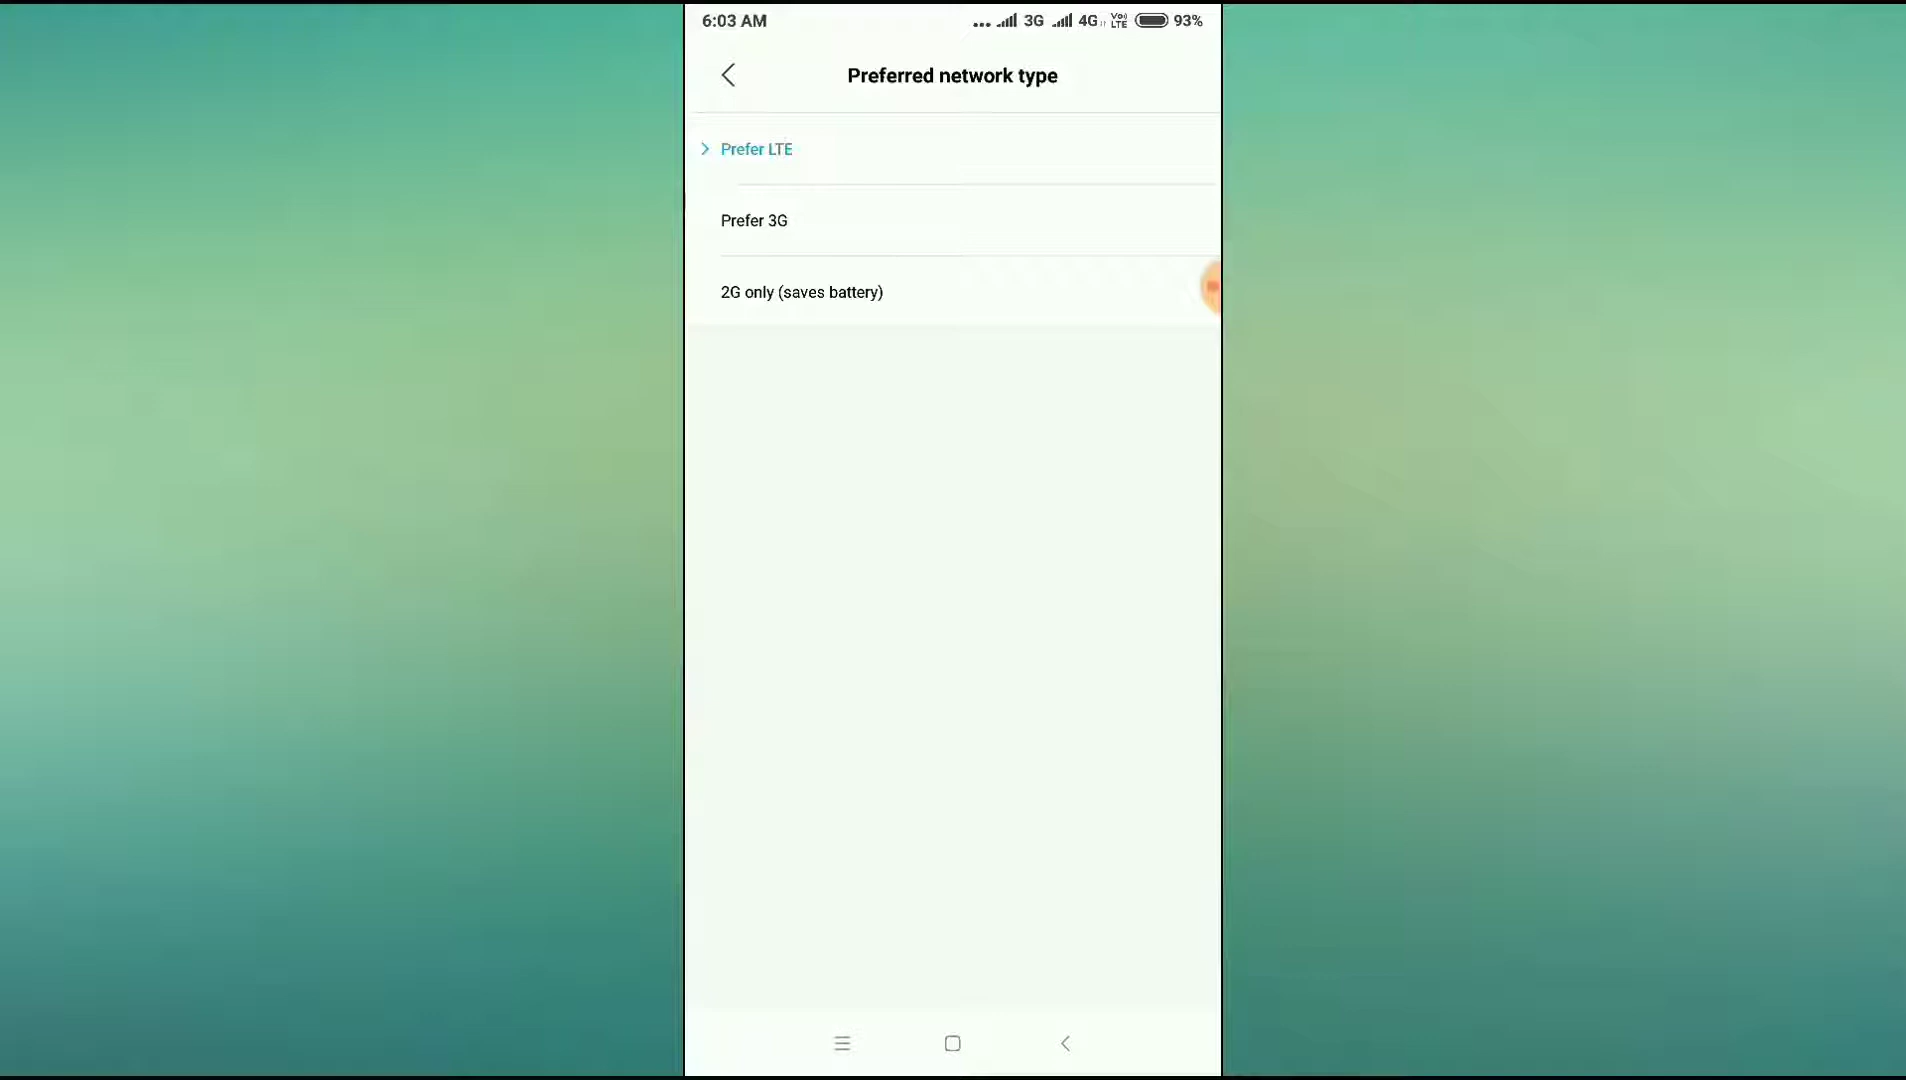 6:03 AM ... 3G 4G VoLTE 93%
Preferred network type
Prefer LTE
Prefer 3G
2G only (saves battery)